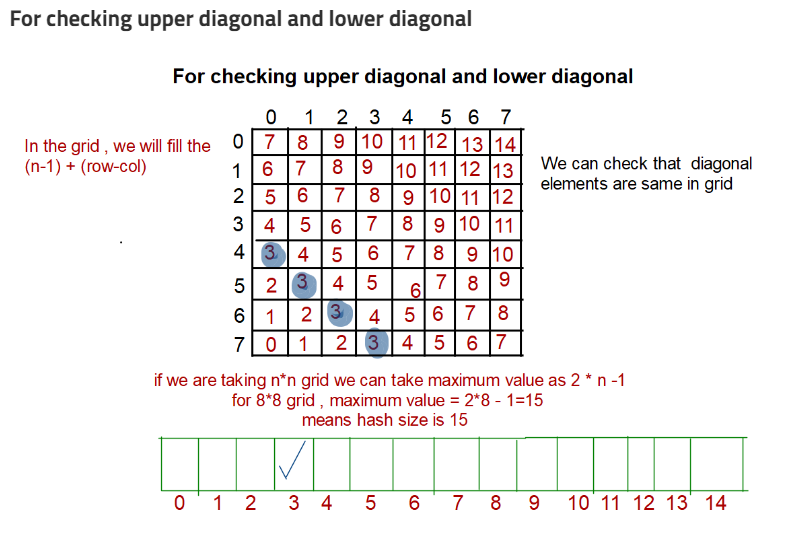 For checking upper diagonal and lower diagonal
For checking upper diagonal and lower diagonal
0 1 2 3 4 5 6 7
In the grid , we will fill the
(n-1) + (row-col)
0 7 8 9 10 11 12 13 14
1 6 7 8 9 10 11 12 13
2 5 6 7 8 9 10 11 12
3 4 5 6 7 8 9 10 11
4 3 4 5 6 7 8 9 10
5 2 3 4 5 6 7 8 9
6 1 2 3 4 5 6 7 8
7 0 1 2 3 4 5 6 7
We can check that diagonal
elements are same in grid
if we are taking n*n grid we can take maximum value as 2 * n -1
for 8*8 grid , maximum value = 2*8 - 1=15
means hash size is 15
0 1 2 3 4 5 6 7 8 9 10 11 12 13 14